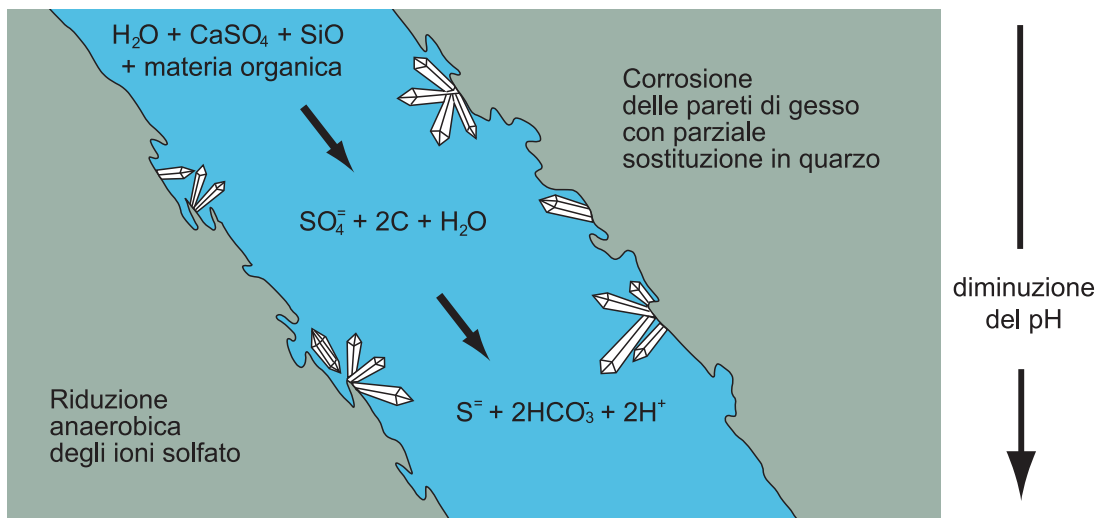 H₂O + CaSO₄ + SiO
+ materia organica
Corrosione
delle pareti di gesso
con parziale
sostituzione in quarzo
SO₄⁼ + 2C + H₂O
diminuzione
del pH
Riduzione
anaerobica
degli ioni solfato
S⁼ + 2HCO₃⁻ + 2H⁺